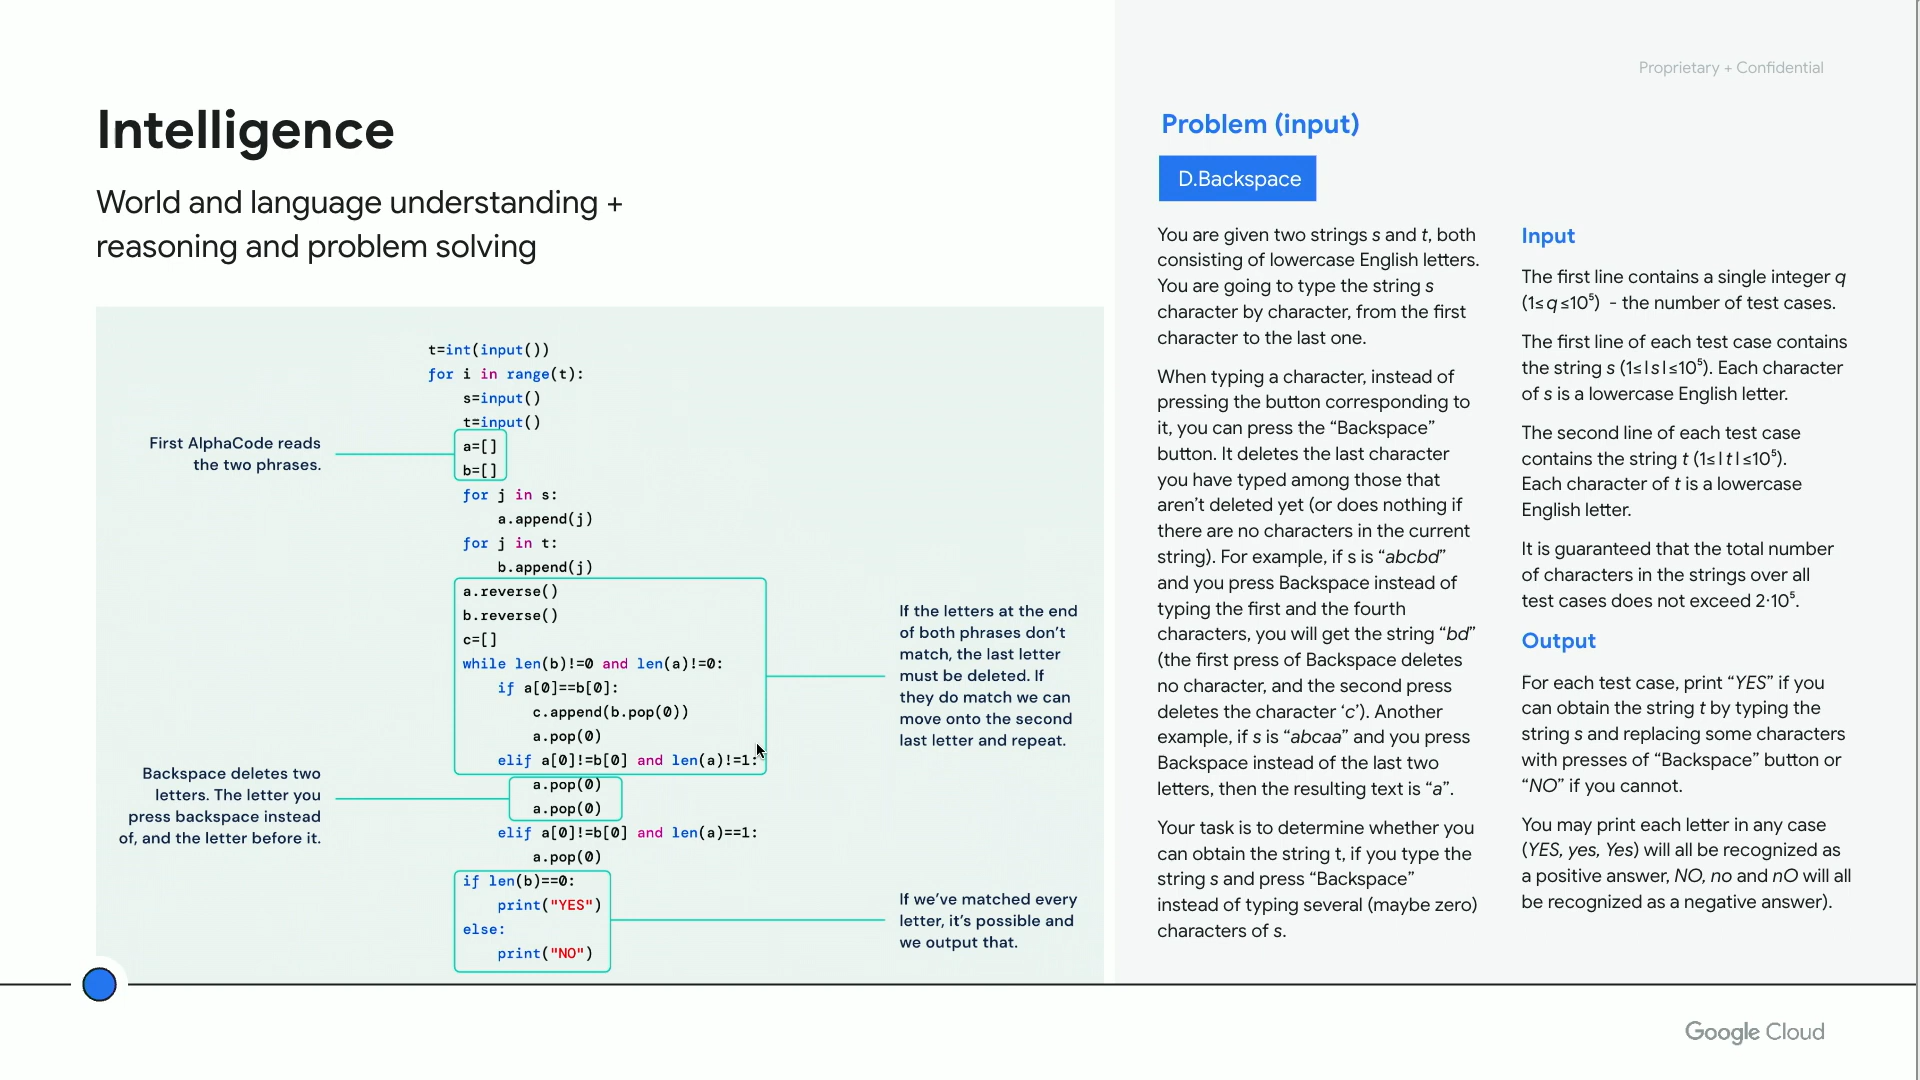 Proprietary + Confidential
Intelligence
World and language understanding +
reasoning and problem solving
t=int(input())
for i in range(t):
    s=input()
    t=input()
    a=[]
    b=[]
    for j in s:
        a.append(j)
    for j in t:
        b.append(j)
    a.reverse()
    b.reverse()
    c=[]
    while len(b)!=0 and len(a)!=0:
        if a[0]==b[0]:
            c.append(b.pop(0))
            a.pop(0)
        elif a[0]!=b[0] and len(a)!=1:
            a.pop(0)
            a.pop(0)
        elif a[0]!=b[0] and len(a)==1:
            a.pop(0)
    if len(b)==0:
        print("YES")
    else:
        print("NO")
First AlphaCode reads
the two phrases.
Backspace deletes two
letters. The letter you
press backspace instead
of, and the letter before it.
If the letters at the end
of both phrases don’t
match, the last letter
must be deleted. If
they do match we can
move onto the second
last letter and repeat.
If we’ve matched every
letter, it’s possible and
we output that.
Problem (input)
D.Backspace
You are given two strings s and t, both
consisting of lowercase English letters.
You are going to type the string s
character by character, from the first
character to the last one.
When typing a character, instead of
pressing the button corresponding to
it, you can press the “Backspace”
button. It deletes the last character
you have typed among those that
aren’t deleted yet (or does nothing if
there are no characters in the current
string). For example, if s is “abcbd”
and you press Backspace instead of
typing the first and the fourth
characters, you will get the string “bd”
(the first press of Backspace deletes
no character, and the second press
deletes the character ‘c’). Another
example, if s is “abcaa” and you press
Backspace instead of the last two
letters, then the resulting text is “a”.
Your task is to determine whether you
can obtain the string t, if you type the
string s and press “Backspace”
instead of typing several (maybe zero)
characters of s.
Input
The first line contains a single integer q
(1≤q≤10⁵) - the number of test cases.
The first line of each test case contains
the string s (1≤|s|≤10⁵). Each character
of s is a lowercase English letter.
The second line of each test case
contains the string t (1≤|t|≤10⁵).
Each character of t is a lowercase
English letter.
It is guaranteed that the total number
of characters in the strings over all
test cases does not exceed 2·10⁵.
Output
For each test case, print “YES” if you
can obtain the string t by typing the
string s and replacing some characters
with presses of “Backspace” button or
“NO” if you cannot.
You may print each letter in any case
(YES, yes, Yes) will all be recognized as
a positive answer, NO, no and nO will all
be recognized as a negative answer).
Google Cloud